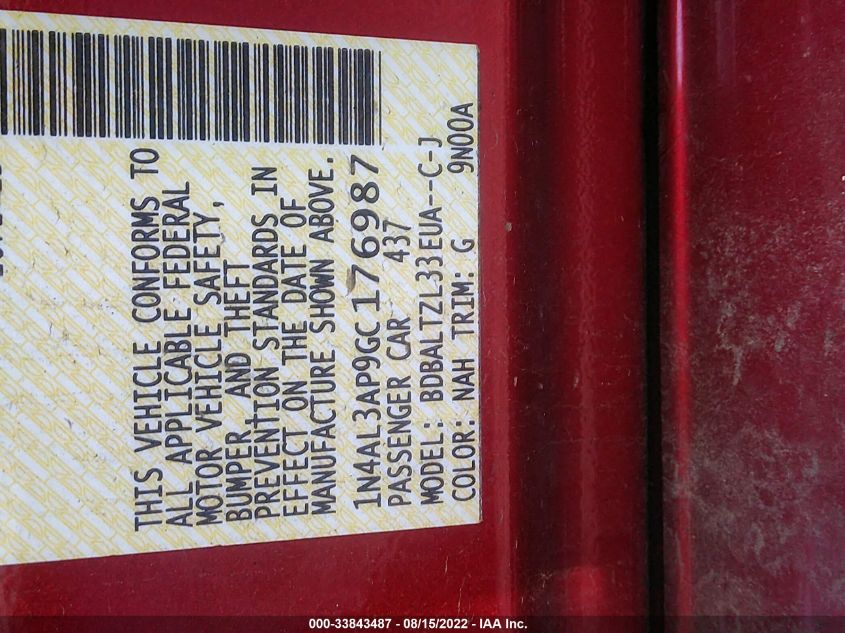 THIS VEHICLE CONFORMS TO
ALL APPLICABLE FEDERAL
MOTOR VEHICLE SAFETY,
BUMPER, AND THEFT
PREVENTION STANDARDS IN
EFFECT ON THE DATE OF
MANUFACTURE SHOWN ABOVE.
1N4AL3AP9GC176987
PASSENGER CAR 437
MODEL: BDBALTZL33EUA--C-J
COLOR: NAH TRIM: G 9N00A
000-33843487 - 08/15/2022 - IAA Inc.